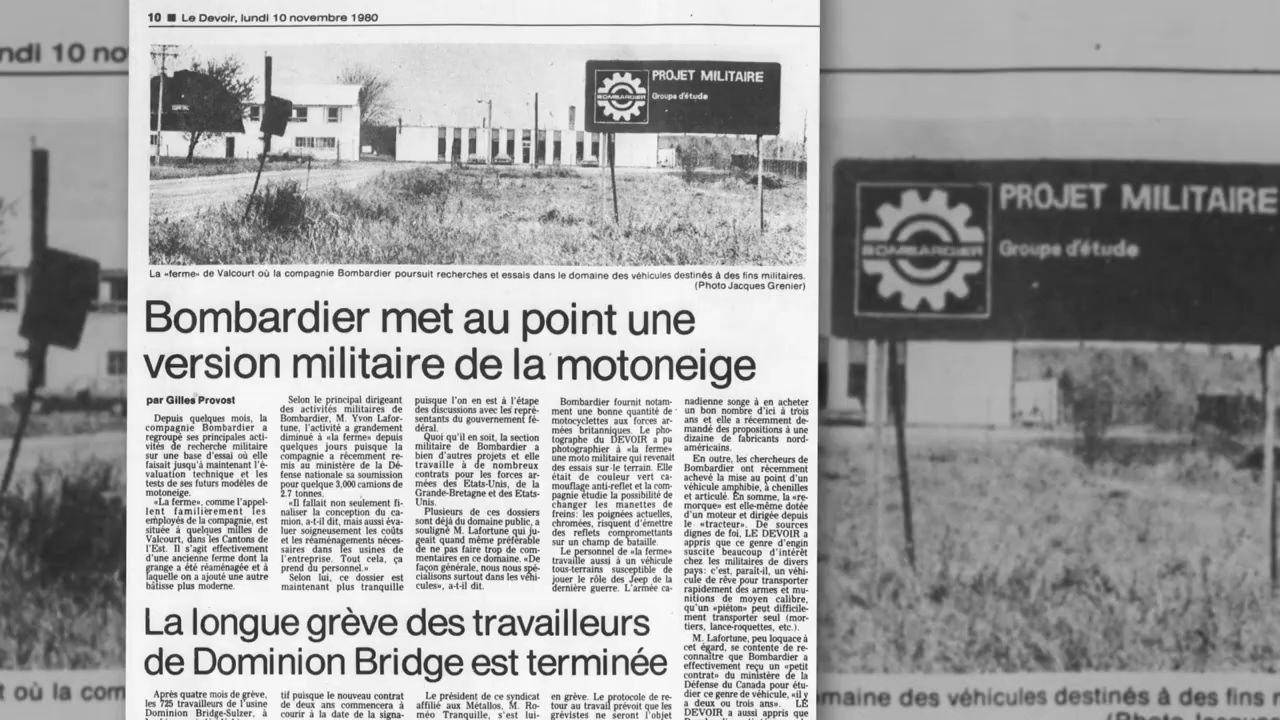 10 ■ Le Devoir, lundi 10 novembre 1980
PROJET MILITAIRE
Groupe d'étude
BOMBARDIER
La «ferme» de Valcourt où la compagnie Bombardier poursuit recherches et essais dans le domaine des véhicules destinés à des fins militaires.
(Photo Jacques Grenier)
Bombardier met au point une
version militaire de la motoneige
par Gilles Provost
Depuis quelques mois, la
compagnie Bombardier a
regroupé ses principales acti-
vités de recherche militaire
sur une base d'essai où elle
faisait jusqu'à maintenant l'é-
valuation technique et les
tests de ses futurs modèles de
motoneige.
«La ferme», comme l'appel-
lent familièrement les
employés de la compagnie, est
située à quelques milles de
Valcourt, dans les Cantons de
l'Est. Il s'agit effectivement
d'une ancienne ferme dont la
grange a été réaménagée et à
laquelle on a ajouté une autre
bâtisse plus moderne.
Selon le principal dirigeant
des activités militaires de
Bombardier, M. Yvon Lafor-
tune, l'activité a grandement
diminué à «la ferme» depuis
quelques jours puisque la
compagnie a récemment re-
mis au ministère de la Dé-
fense nationale sa soumission
pour quelque 3,000 camions de
2.7 tonnes.
«Il fallait non seulement fi-
naliser la conception du ca-
mion, a-t-il dit, mais aussi éva-
luer soigneusement les coûts
et les réaménagements néces-
saires dans les usines de
l'entreprise. Tout cela, ça
prend du personnel.»
Selon lui, ce dossier est
maintenant plus tranquille
puisque l'on en est à l'étape
des discussions avec les repré-
sentants du gouvernement fé-
déral.
Quoi qu'il en soit, la section
militaire de Bombardier a
bien d'autres projets et elle
travaille à de nombreux
contrats pour les forces ar-
mées des Etats-Unis, de la
Grande-Bretagne et des Etats-
Unis.
Plusieurs de ces dossiers
sont déjà du domaine public, a
souligné M. Lafortune qui ju-
geait quand même préférable
de ne pas faire trop de com-
mentaires en ce domaine. «De
façon générale, nous nous spé-
cialisons surtout dans les véhi-
cules», a-t-il dit.
Bombardier fournit notam-
ment une bonne quantité de
motocyclettes aux forces ar-
mées britanniques. Le pho-
tographe du DEVOIR a pu
photographier à «la ferme»
une moto militaire qui revenait
des essais sur le terrain. Elle
était de couleur vert ca-
mouflage anti-reflet et la com-
pagnie étudie la possibilité de
changer les manettes de
freins: les poignées actuelles,
chromées, risquent d'émettre
des reflets compromettants
sur un champ de bataille.
Le personnel de «la ferme»
travaille aussi à un véhicule
tous-terrains susceptible de
jouer le rôle des Jeep de la
dernière guerre. L'armée ca-
nadienne songe à en acheter
un bon nombre d'ici à trois
ans et elle a récemment de-
mandé des propositions à une
dizaine de fabricants nord-
américains.
En outre, les chercheurs de
Bombardier ont récemment
achevé la mise au point d'un
véhicule amphibie, à chenilles
et articulé. En somme, la «re-
morque» est elle-même dotée
d'un moteur et dirigée depuis
le «tracteur». De sources
dignes de foi, LE DEVOIR a
appris que ce genre d'engin
suscite beaucoup d'intérêt
chez les militaires de divers
pays: c'est, paraît-il, un véhi-
cule de rêve pour transporter
rapidement des armes et mu-
nitions de moyen calibre,
qu'un «piéton» peut difficile-
ment transporter seul (mor-
tiers, lance-roquettes, etc.).
M. Lafortune, peu loquace à
cet égard, se contente de re-
connaître que Bombardier a
effectivement reçu un «petit
contrat» du ministère de la
Défense du Canada pour étu-
dier ce genre de véhicule, «il y
a deux ou trois ans». LE
DEVOIR a aussi appris que
La longue grève des travailleurs
de Dominion Bridge est terminée
Après quatre mois de grève,
les 725 travailleurs de l'usine
Dominion Bridge-Sulzer, à
tif puisque le nouveau contrat
de deux ans commencera à
courir à la date de la signa-
Le président de ce syndicat
affilié aux Métallos, M. Ro-
méo Tranquille, s'est lui-
en grève. Le protocole de re-
tour au travail prévoit que les
grévistes ne seront l'objet
ndi 10 no
t où la com
PROJET MILITAIRE
Groupe d'étude
BOMBARDIER
maine des véhicules destinés à des fins m